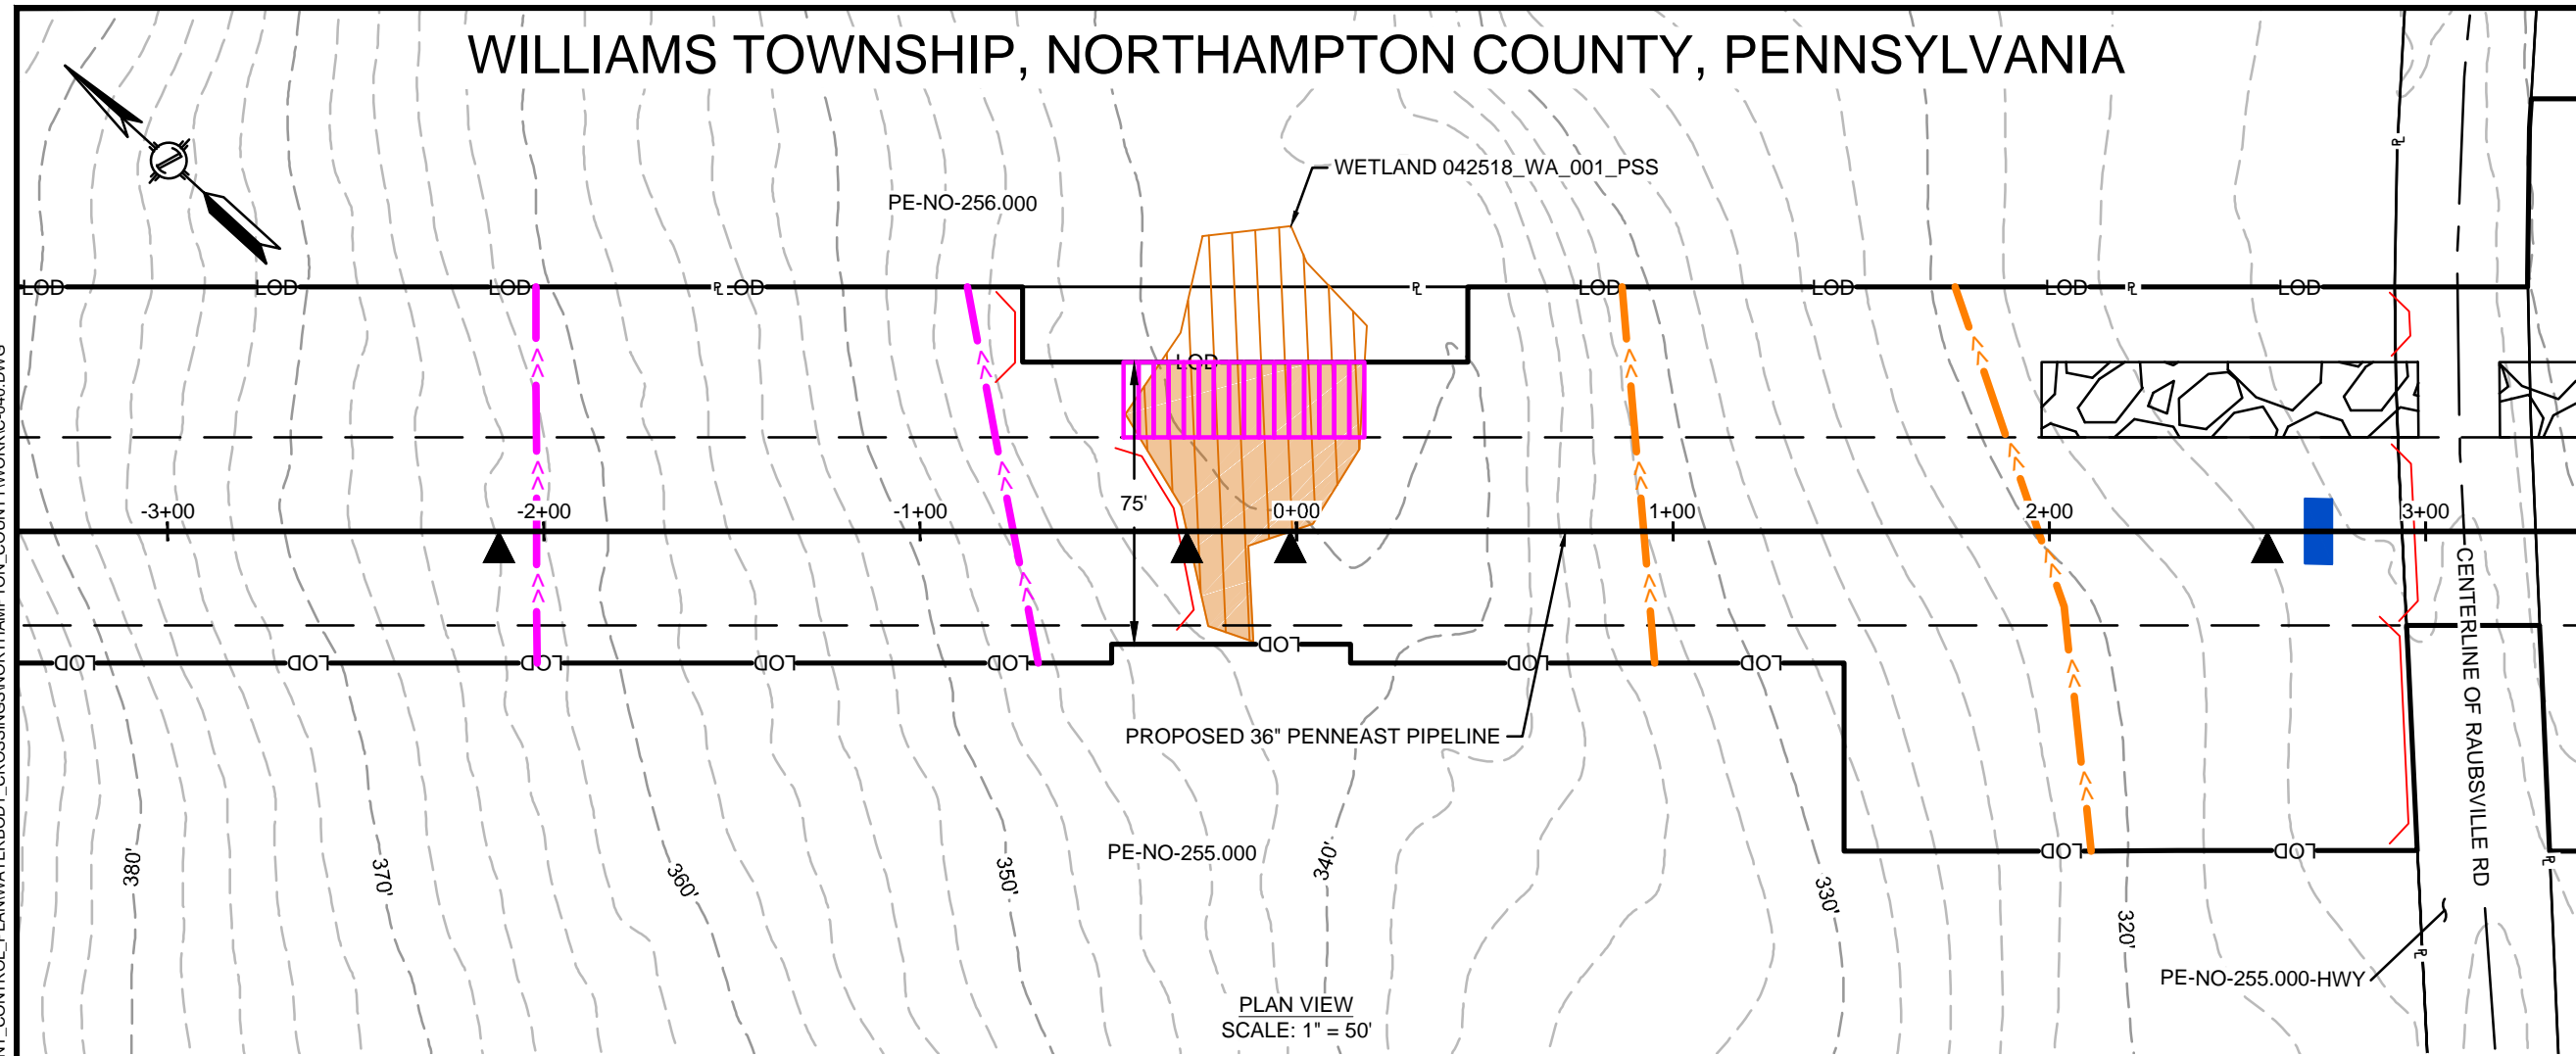 WILLIAMS TOWNSHIP, NORTHAMPTON COUNTY, PENNSYLVANIA
WETLAND 042518_WA_001_PSS
PE-NO-256.000
LOD LOD LOD LOD LOD LOD LOD LOD
LOD
75'
-3+00 -2+00 -1+00 0+00 1+00 2+00 3+00
LOD
LOD LOD LOD LOD LOD LOD LOD
PROPOSED 36" PENNEAST PIPELINE
CENTERLINE OF RAUBSVILLE RD
PE-NO-255.000
LOD LOD
380' 370' 360' 350' 340' 330' 320'
PE-NO-255.000-HWY
PLAN VIEW
SCALE: 1" = 50'